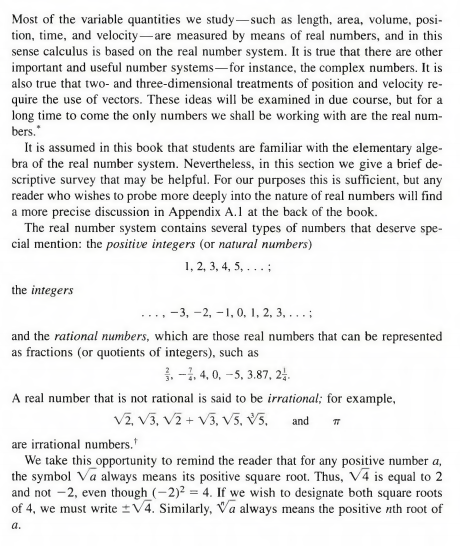 Most of the variable quantities we study—such as length, area, volume, posi-
tion, time, and velocity—are measured by means of real numbers, and in this
sense calculus is based on the real number system. It is true that there are other
important and useful number systems—for instance, the complex numbers. It is
also true that two- and three-dimensional treatments of position and velocity re-
quire the use of vectors. These ideas will be examined in due course, but for a
long time to come the only numbers we shall be working with are the real num-
bers.*
It is assumed in this book that students are familiar with the elementary alge-
bra of the real number system. Nevertheless, in this section we give a brief de-
scriptive survey that may be helpful. For our purposes this is sufficient, but any
reader who wishes to probe more deeply into the nature of real numbers will find
a more precise discussion in Appendix A.1 at the back of the book.
The real number system contains several types of numbers that deserve spe-
cial mention: the positive integers (or natural numbers)
1, 2, 3, 4, 5, . . . ;
the integers
. . . , −3, −2, −1, 0, 1, 2, 3, . . . ;
and the rational numbers, which are those real numbers that can be represented
as fractions (or quotients of integers), such as
2/3, −7/4, 4, 0, −5, 3.87, 2 1/4.
A real number that is not rational is said to be irrational; for example,
√2, √3, √2 + √3, √5, ∛5, and π
are irrational numbers.†
We take this opportunity to remind the reader that for any positive number a,
the symbol √a always means its positive square root. Thus, √4 is equal to 2
and not −2, even though (−2)² = 4. If we wish to designate both square roots
of 4, we must write ±√4. Similarly, ⁿ√a always means the positive nth root of
a.